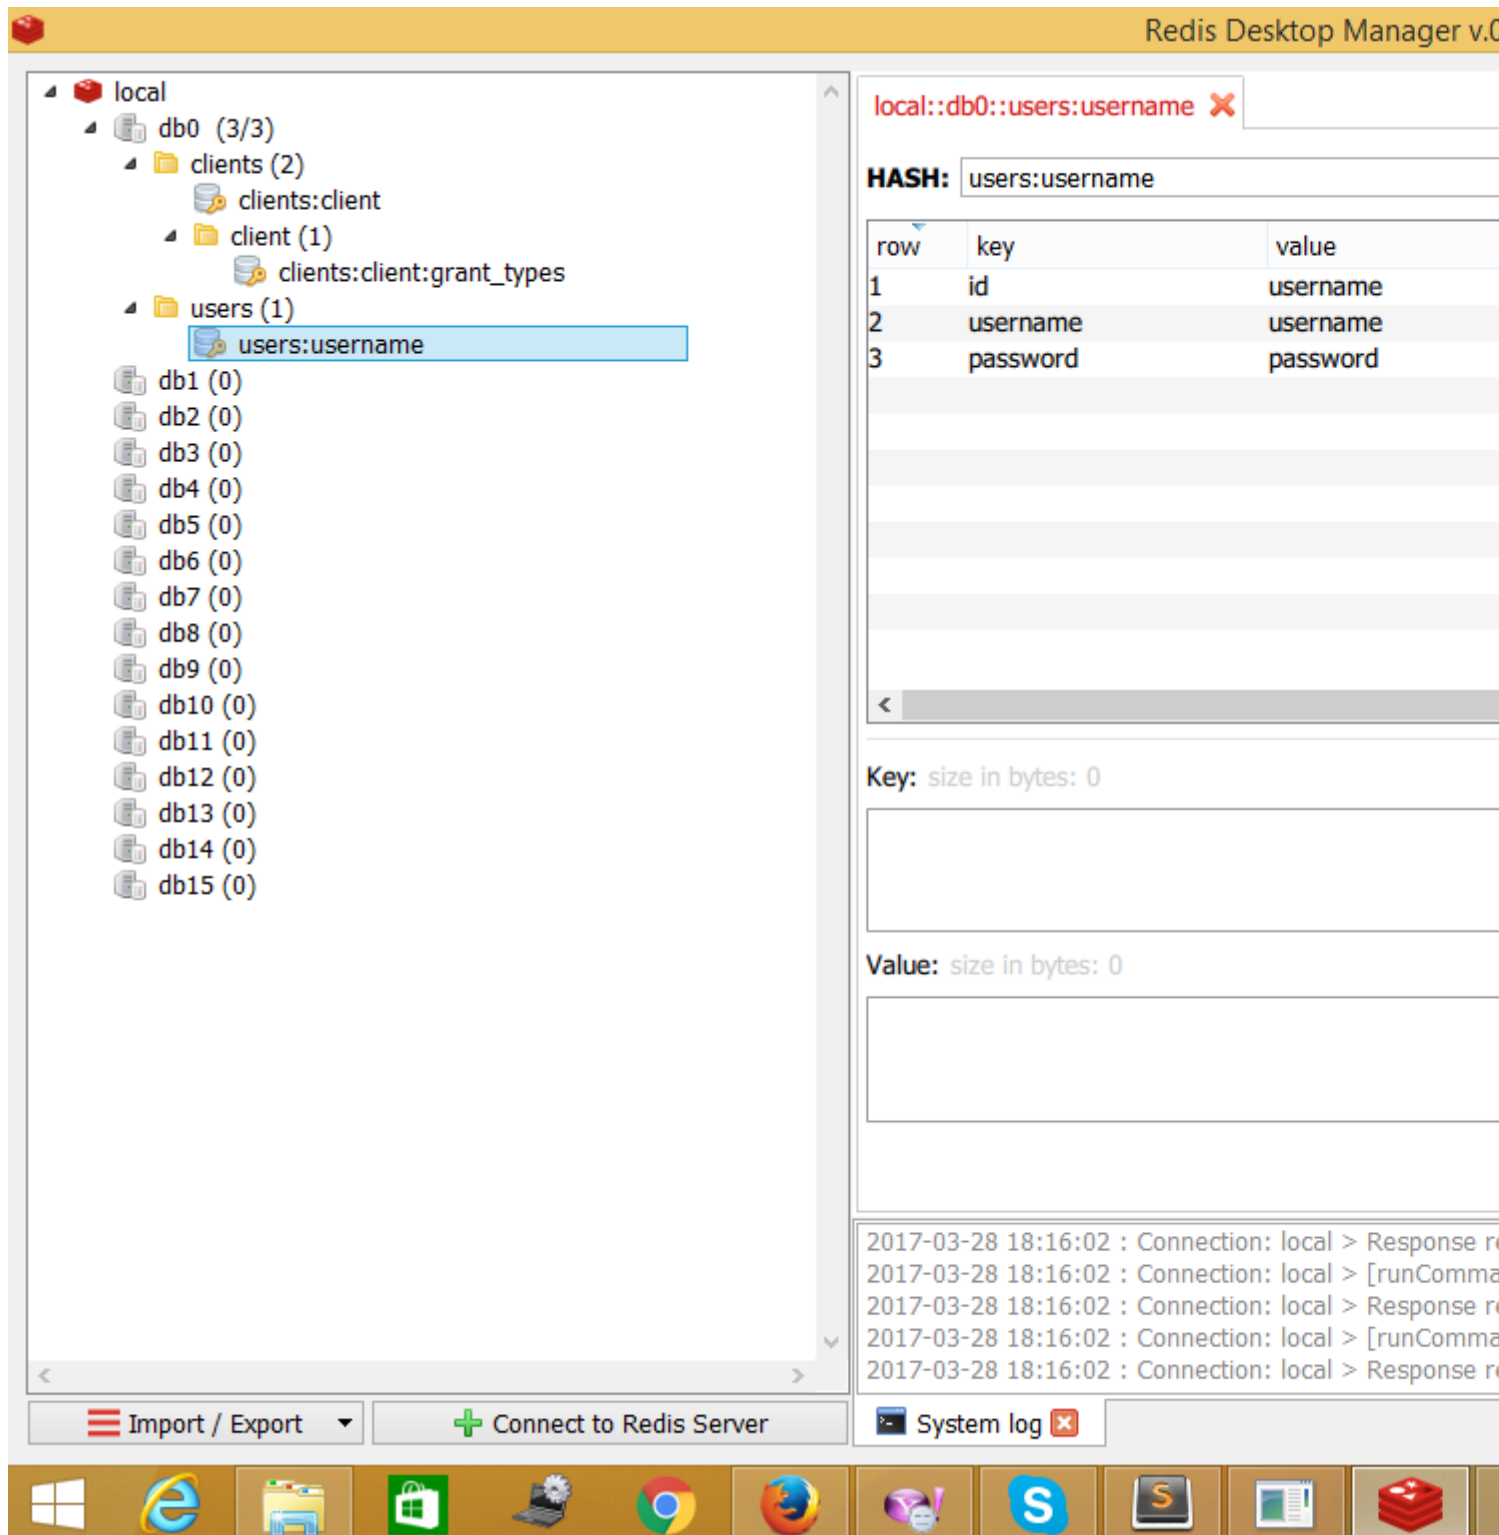 Redis Desktop Manager v.0
local
db0 (3/3)
clients (2)
clients:client
client (1)
clients:client:grant_types
users (1)
users:username
db1 (0)
db2 (0)
db3 (0)
db4 (0)
db5 (0)
db6 (0)
db7 (0)
db8 (0)
db9 (0)
db10 (0)
db11 (0)
db12 (0)
db13 (0)
db14 (0)
db15 (0)
Import / Export
Connect to Redis Server
local::db0::users:username
HASH: users:username
row key value
1 id username
2 username username
3 password password
Key: size in bytes: 0
Value: size in bytes: 0
2017-03-28 18:16:02 : Connection: local > Response
2017-03-28 18:16:02 : Connection: local > [runComma
2017-03-28 18:16:02 : Connection: local > Response
2017-03-28 18:16:02 : Connection: local > [runComma
2017-03-28 18:16:02 : Connection: local > Response
System log